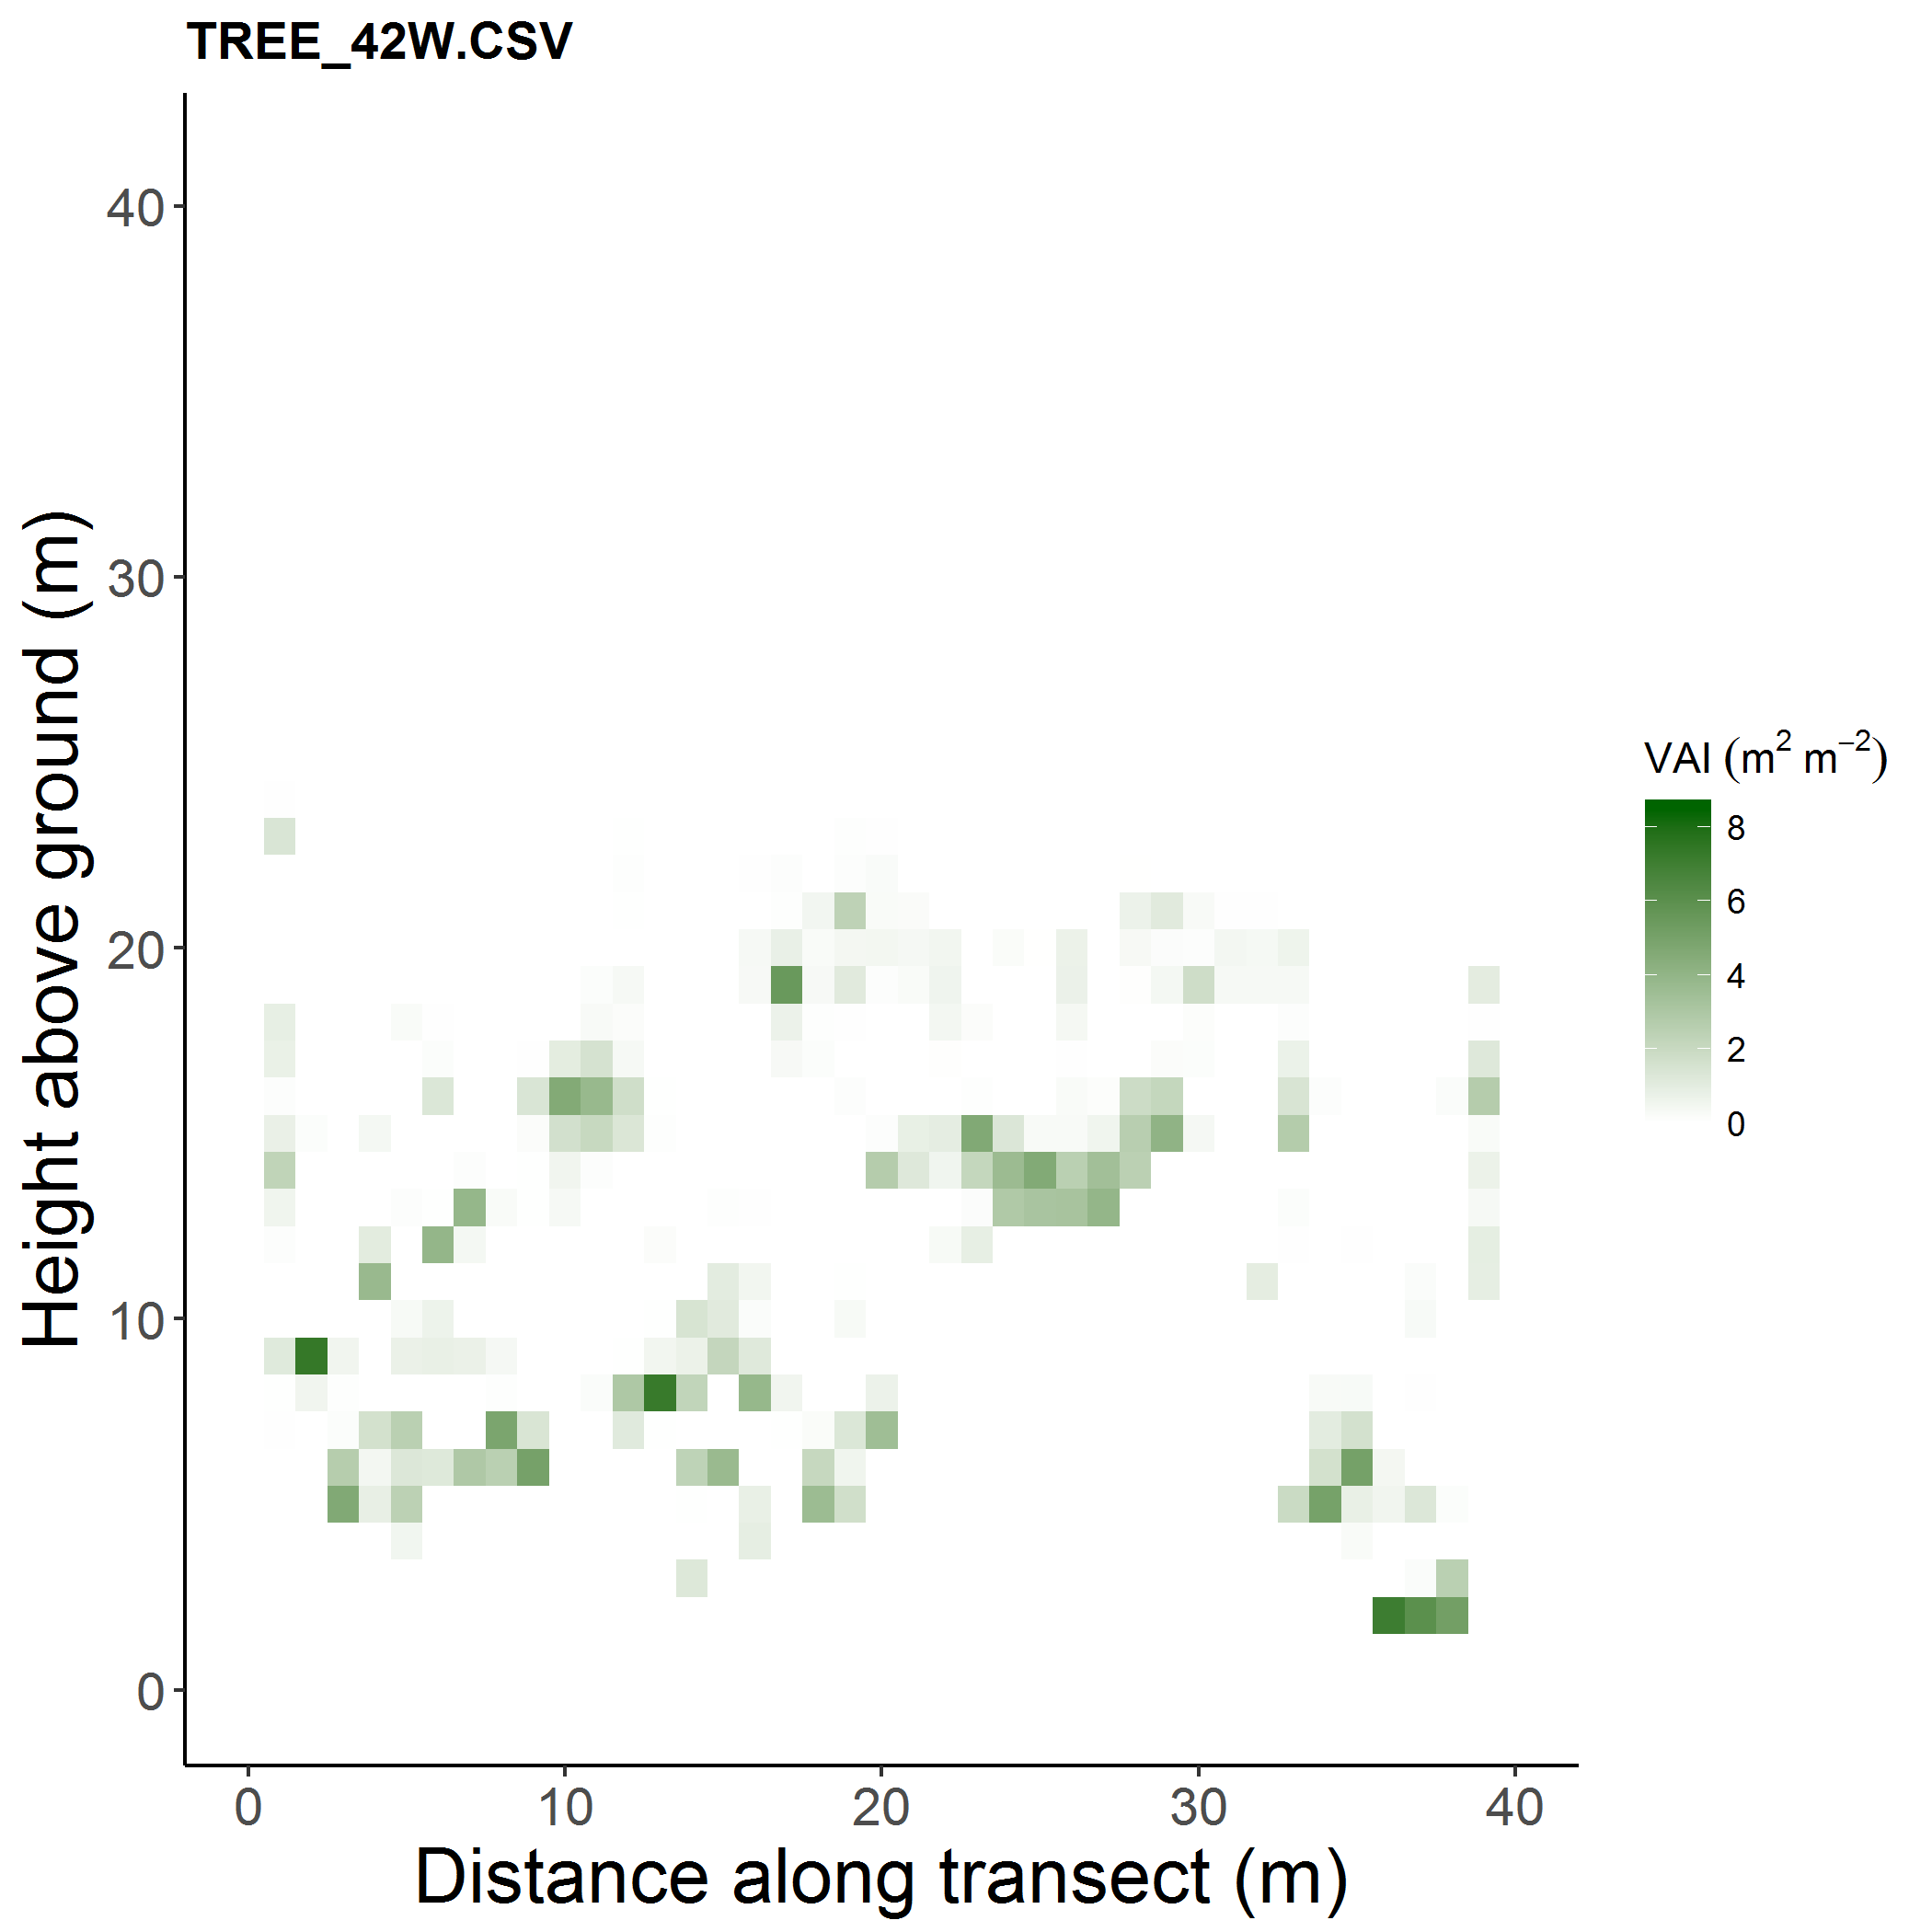 TREE_42W.CSV
Height above ground (m)
40
30
20
10
0
0 10 20 30 40
Distance along transect (m)
VAI (m² m⁻²)
8
6
4
2
0